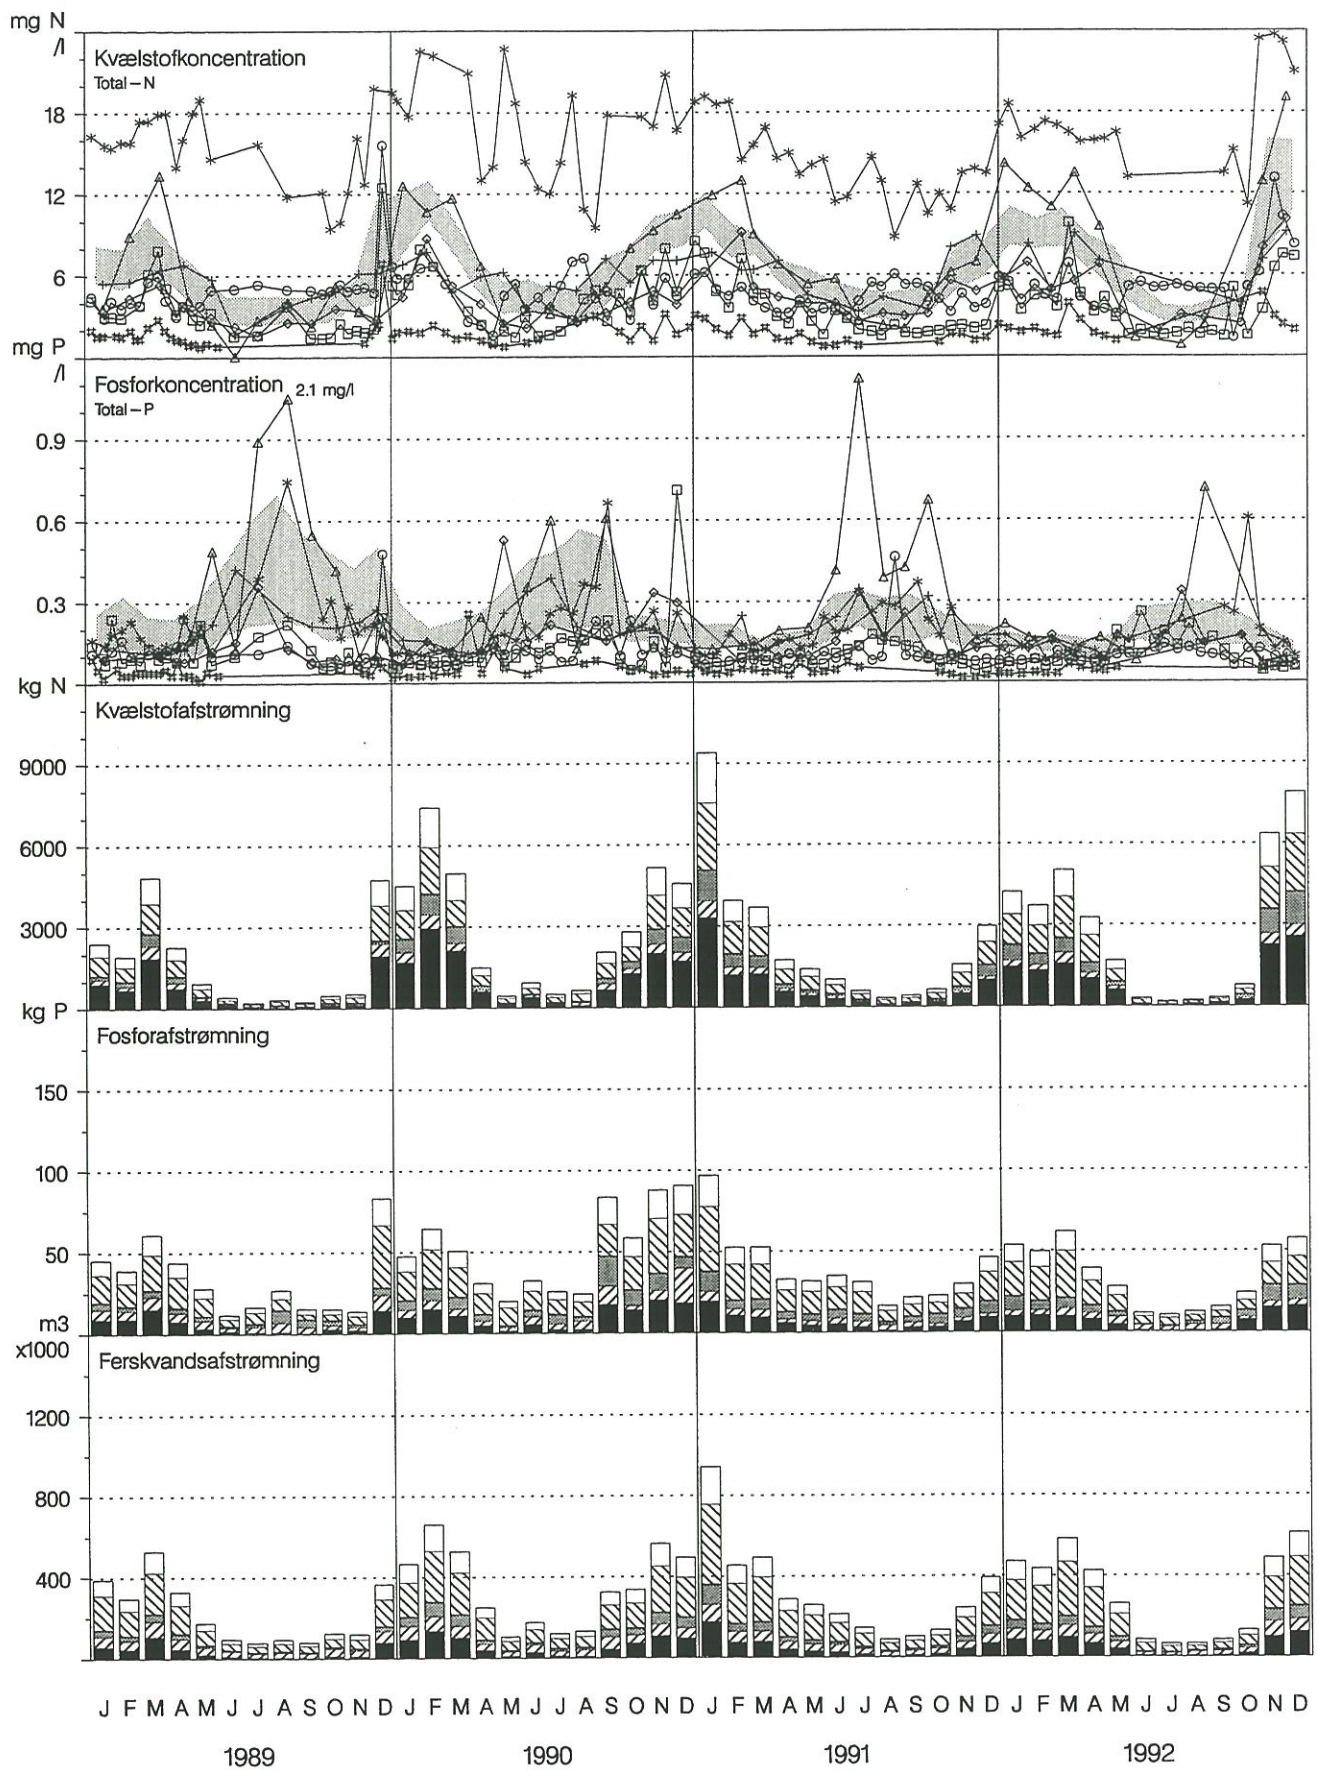 mg N
/l
Kvælstofkoncentration
Total–N
18
12
6
mg P
/l
Fosforkoncentration 2.1 mg/l
Total–P
0.9
0.6
0.3
kg N
Kvælstofafstrømning
9000
6000
3000
kg P
Fosforafstrømning
150
100
50
m3
x1000
Ferskvandsafstrømning
1200
800
400
J F M A M J J A S O N D J F M A M J J A S O N D J F M A M J J A S O N D J F M A M J J A S O N D
1989 1990 1991 1992